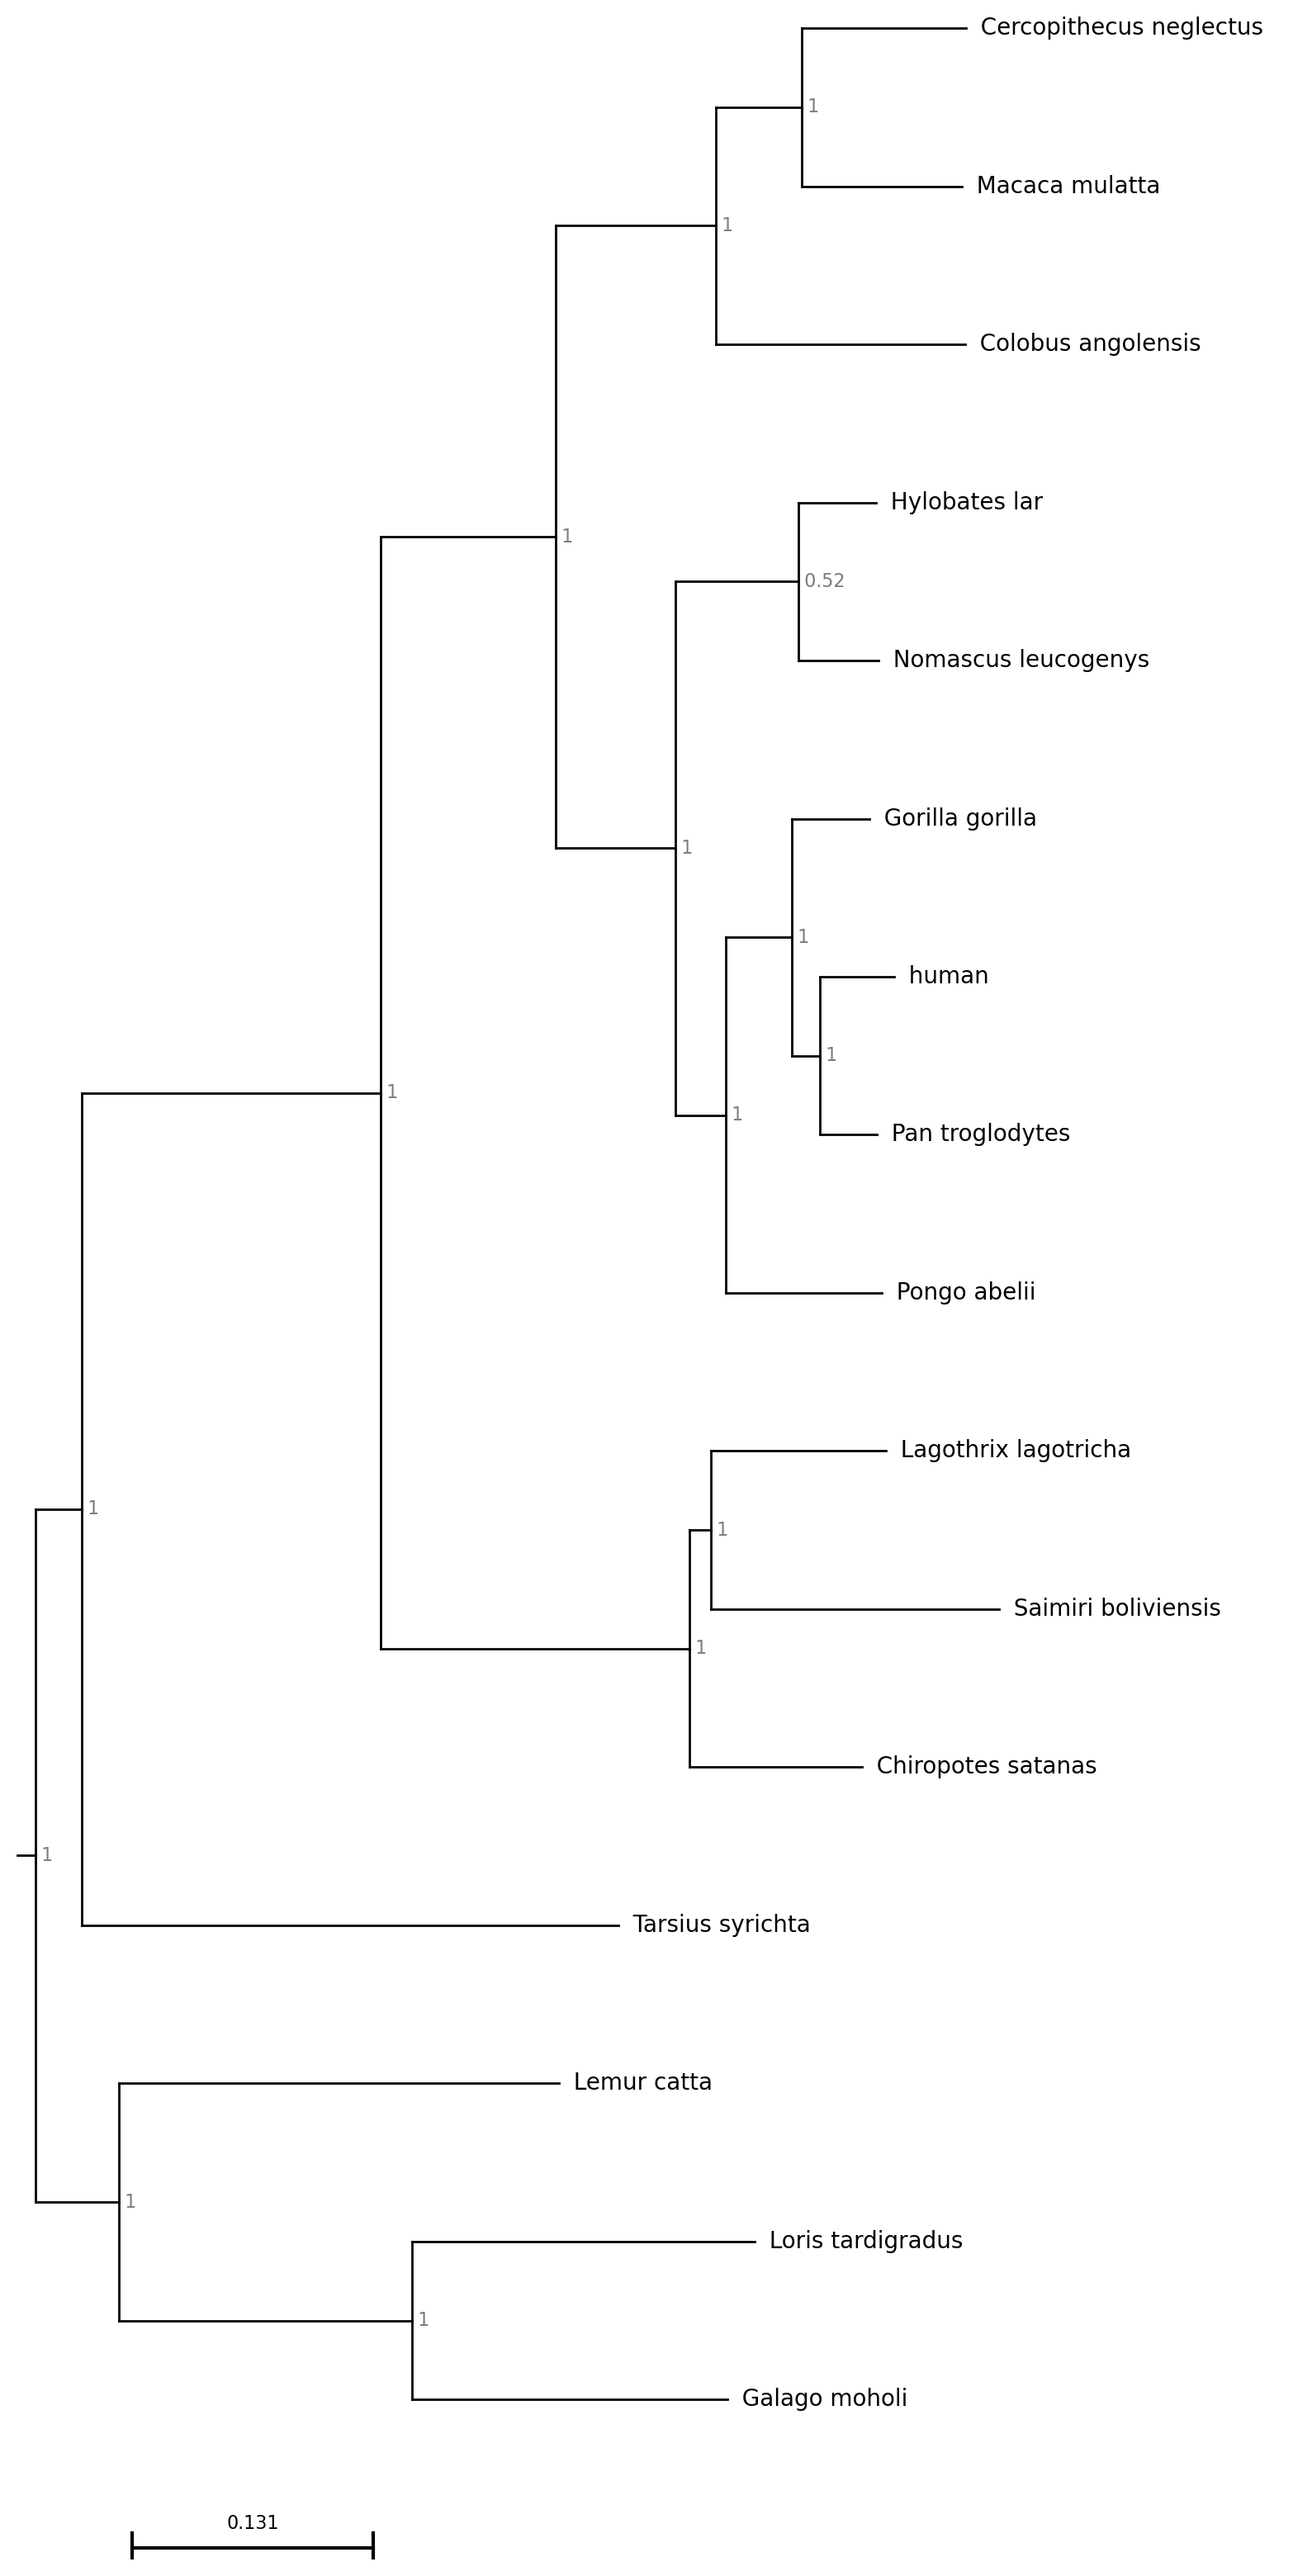 Cercopithecus neglectus
1
Macaca mulatta
1
Colobus angolensis
Hylobates lar
1
0.52
Nomascus leucogenys
Gorilla gorilla
1
1
human
1
1
Pan troglodytes
1
Pongo abelii
Lagothrix lagotricha
1
1
Saimiri boliviensis
1
Chiropotes satanas
1
Tarsius syrichta
Lemur catta
1
Loris tardigradus
1
Galago moholi
0.131